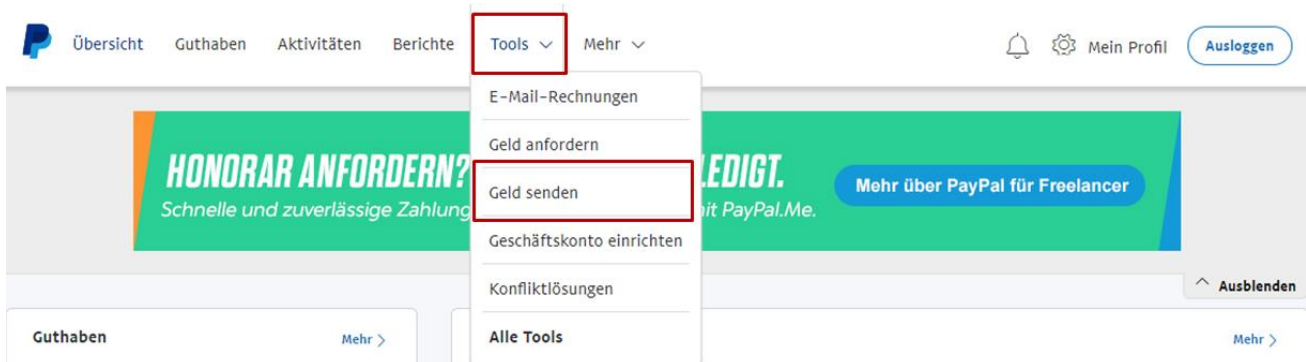 Übersicht Guthaben Aktivitäten Berichte Tools Mehr Mein Profil Ausloggen
E-Mail-Rechnungen
Geld anfordern
Geld senden
Geschäftskonto einrichten
Konfliktlösungen
Alle Tools
HONORAR ANFORDERN? LEDIGT.
Schnelle und zuverlässige Zahlung it PayPal.Me.
Mehr über PayPal für Freelancer
Ausblenden
Guthaben Mehr
Mehr